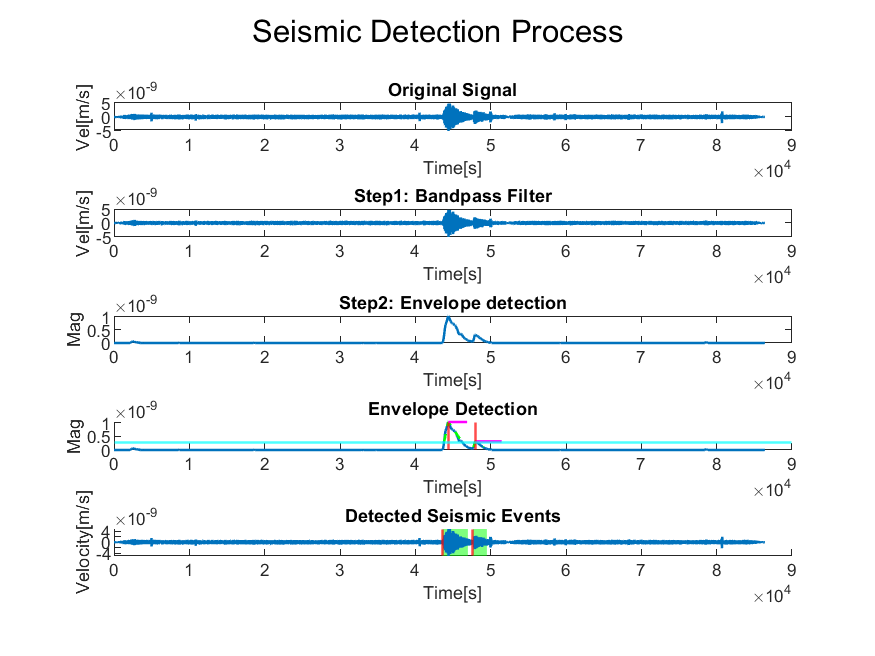 Seismic Detection Process
Original Signal
×10-9
Vel[m/s]
5
0
-5
0 1 2 3 4 5 6 7 8 9
Time[s]
×104
Step1: Bandpass Filter
×10-9
Vel[m/s]
5
0
-5
0 1 2 3 4 5 6 7 8 9
Time[s]
×104
Step2: Envelope detection
×10-9
Mag
1
0.5
0
0 1 2 3 4 5 6 7 8 9
Time[s]
×104
Envelope Detection
×10-9
Mag
1
0.5
0
0 1 2 3 4 5 6 7 8 9
Time[s]
×104
Detected Seismic Events
×10-9
Velocity[m/s]
4
0
-4
0 1 2 3 4 5 6 7 8 9
Time[s]
×104